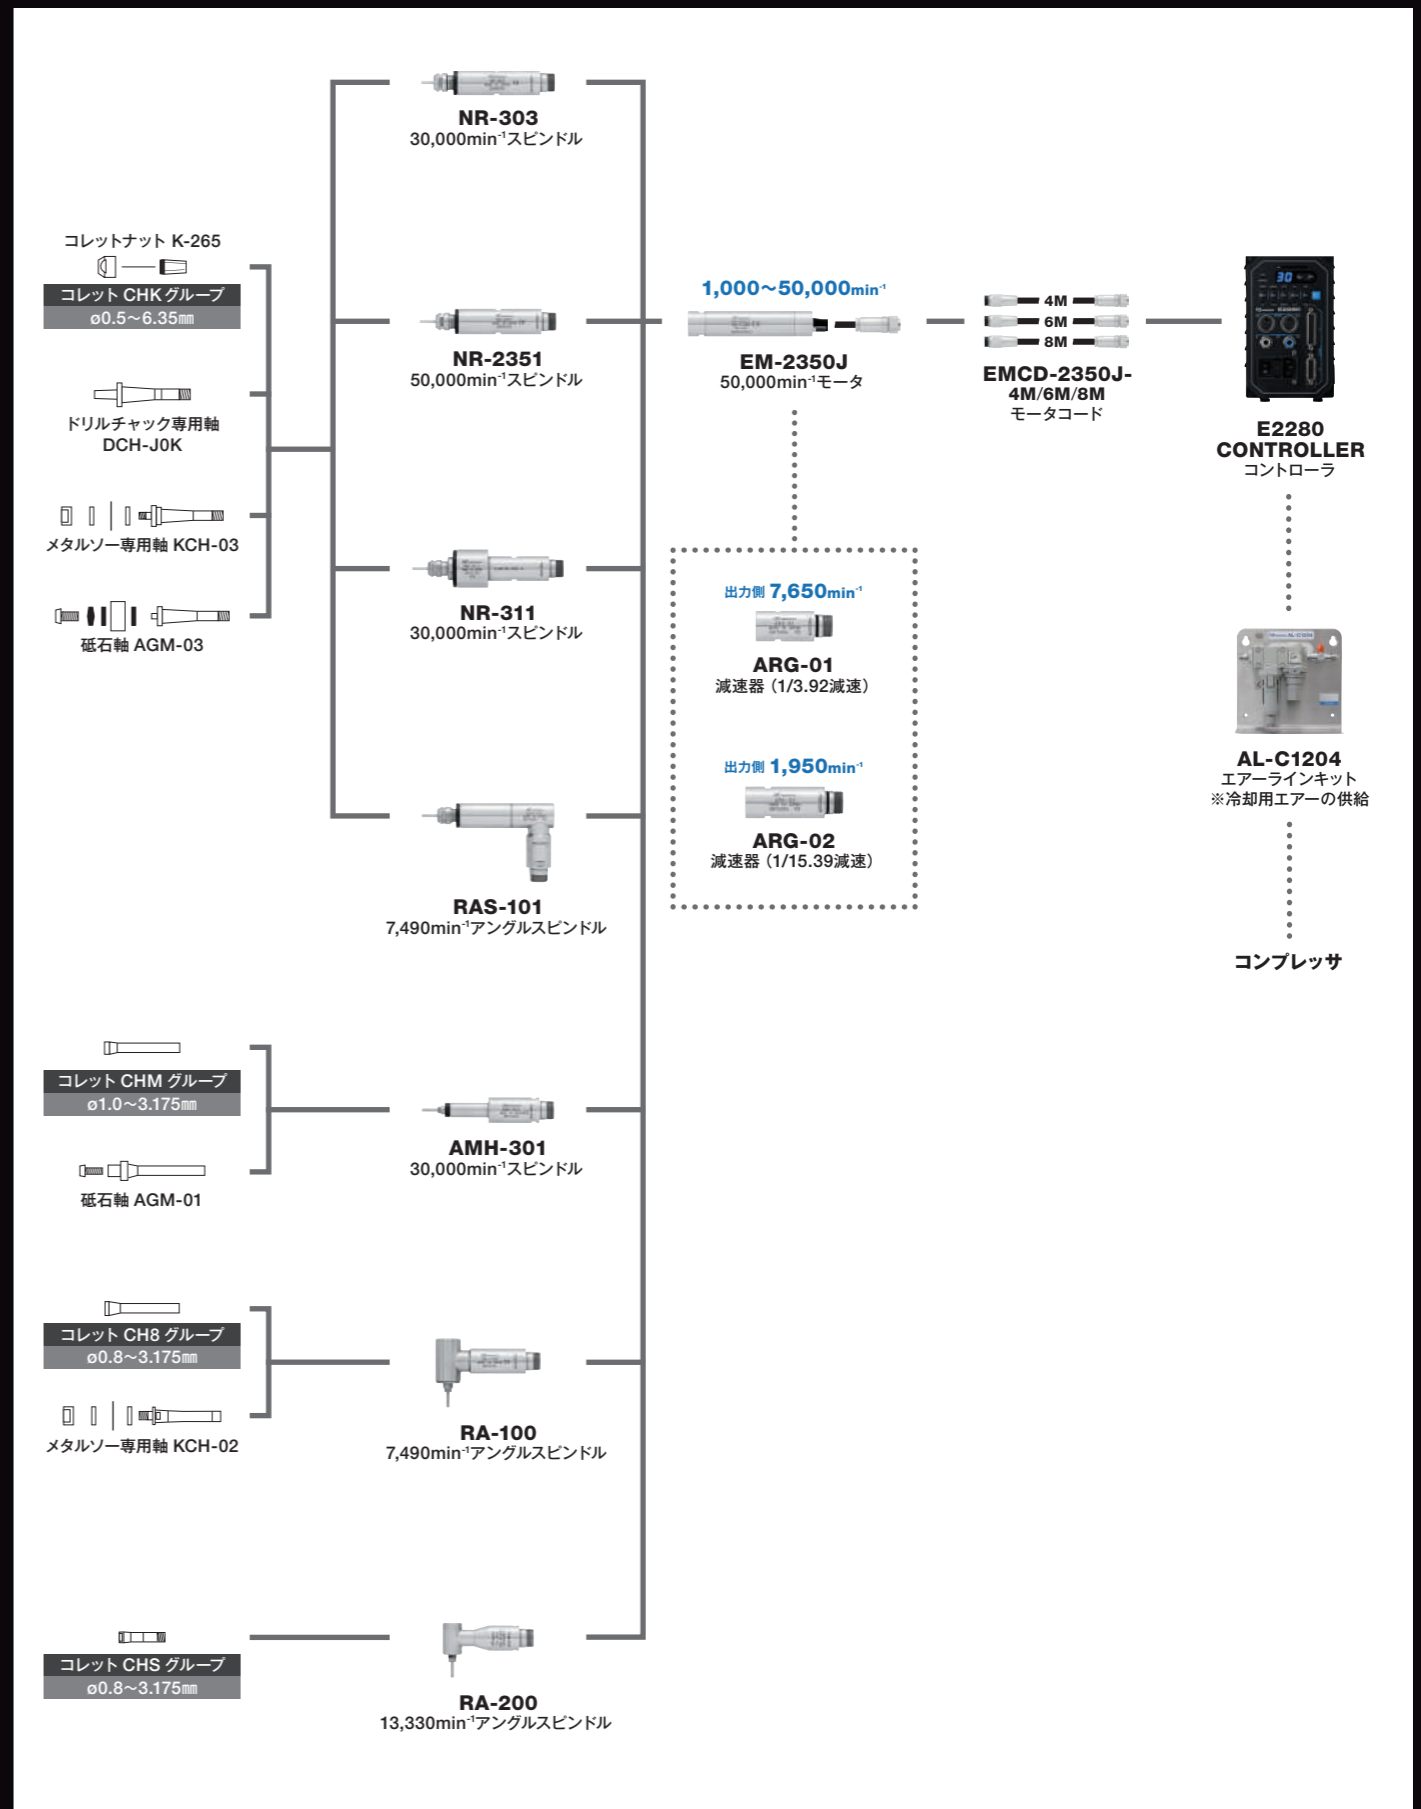 NR-303
30,000min⁻¹スピンドル
コレットナット K-265
コレット CHK グループ
ø0.5～6.35㎜
ドリルチャック専用軸
DCH-J0K
メタルソー専用軸 KCH-03
砥石軸 AGM-03
NR-2351
50,000min⁻¹スピンドル
NR-311
30,000min⁻¹スピンドル
RAS-101
7,490min⁻¹アングルスピンドル
1,000～50,000min⁻¹
EM-2350J
50,000min⁻¹モータ
4M
6M
8M
EMCD-2350J-
4M/6M/8M
モータコード
30
E2280
CONTROLLER
コントローラ
出力側 7,650min⁻¹
ARG-01
減速器（1/3.92減速）
出力側 1,950min⁻¹
ARG-02
減速器（1/15.39減速）
AL-C1204
AL-C1204
エアーラインキット
※冷却用エアーの供給
コンプレッサ
コレット CHM グループ
ø1.0～3.175㎜
砥石軸 AGM-01
AMH-301
30,000min⁻¹スピンドル
コレット CH8 グループ
ø0.8～3.175㎜
メタルソー専用軸 KCH-02
RA-100
7,490min⁻¹アングルスピンドル
コレット CHS グループ
ø0.8～3.175㎜
RA-200
13,330min⁻¹アングルスピンドル